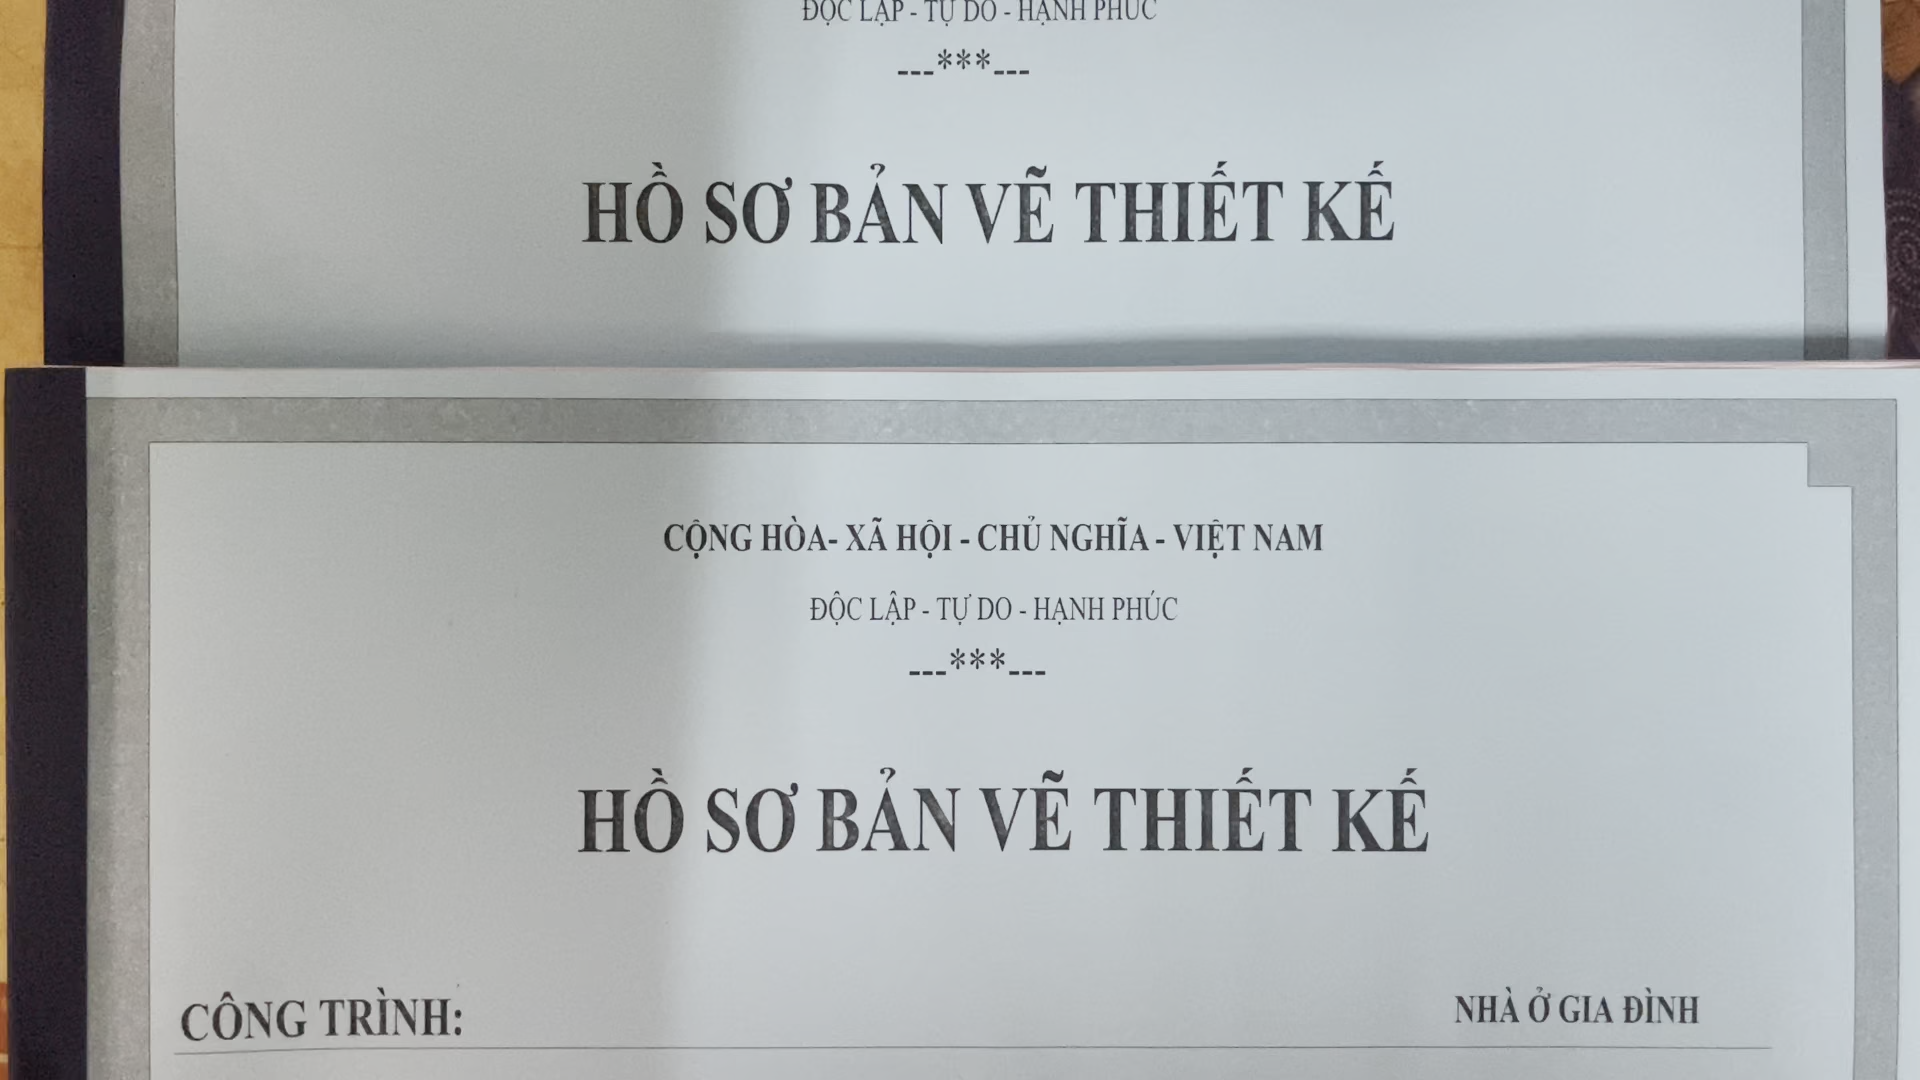 ĐỘC LẬP - TỰ DO - HẠNH PHÚC
---***---
HỒ SƠ BẢN VẼ THIẾT KẾ
CỘNG HÒA- XÃ HỘI - CHỦ NGHĨA - VIỆT NAM
ĐỘC LẬP - TỰ DO - HẠNH PHÚC
---***---
HỒ SƠ BẢN VẼ THIẾT KẾ
CÔNG TRÌNH: NHÀ Ở GIA ĐÌNH